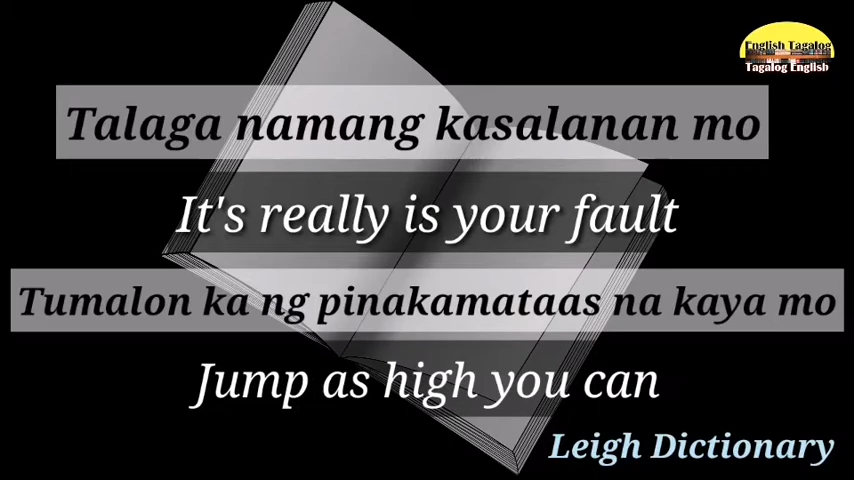 English Tagalog
Tagalog English
Talaga namang kasalanan mo
It's really is your fault
Tumalon ka ng pinakamataas na kaya mo
Jump as high you can
Leigh Dictionary